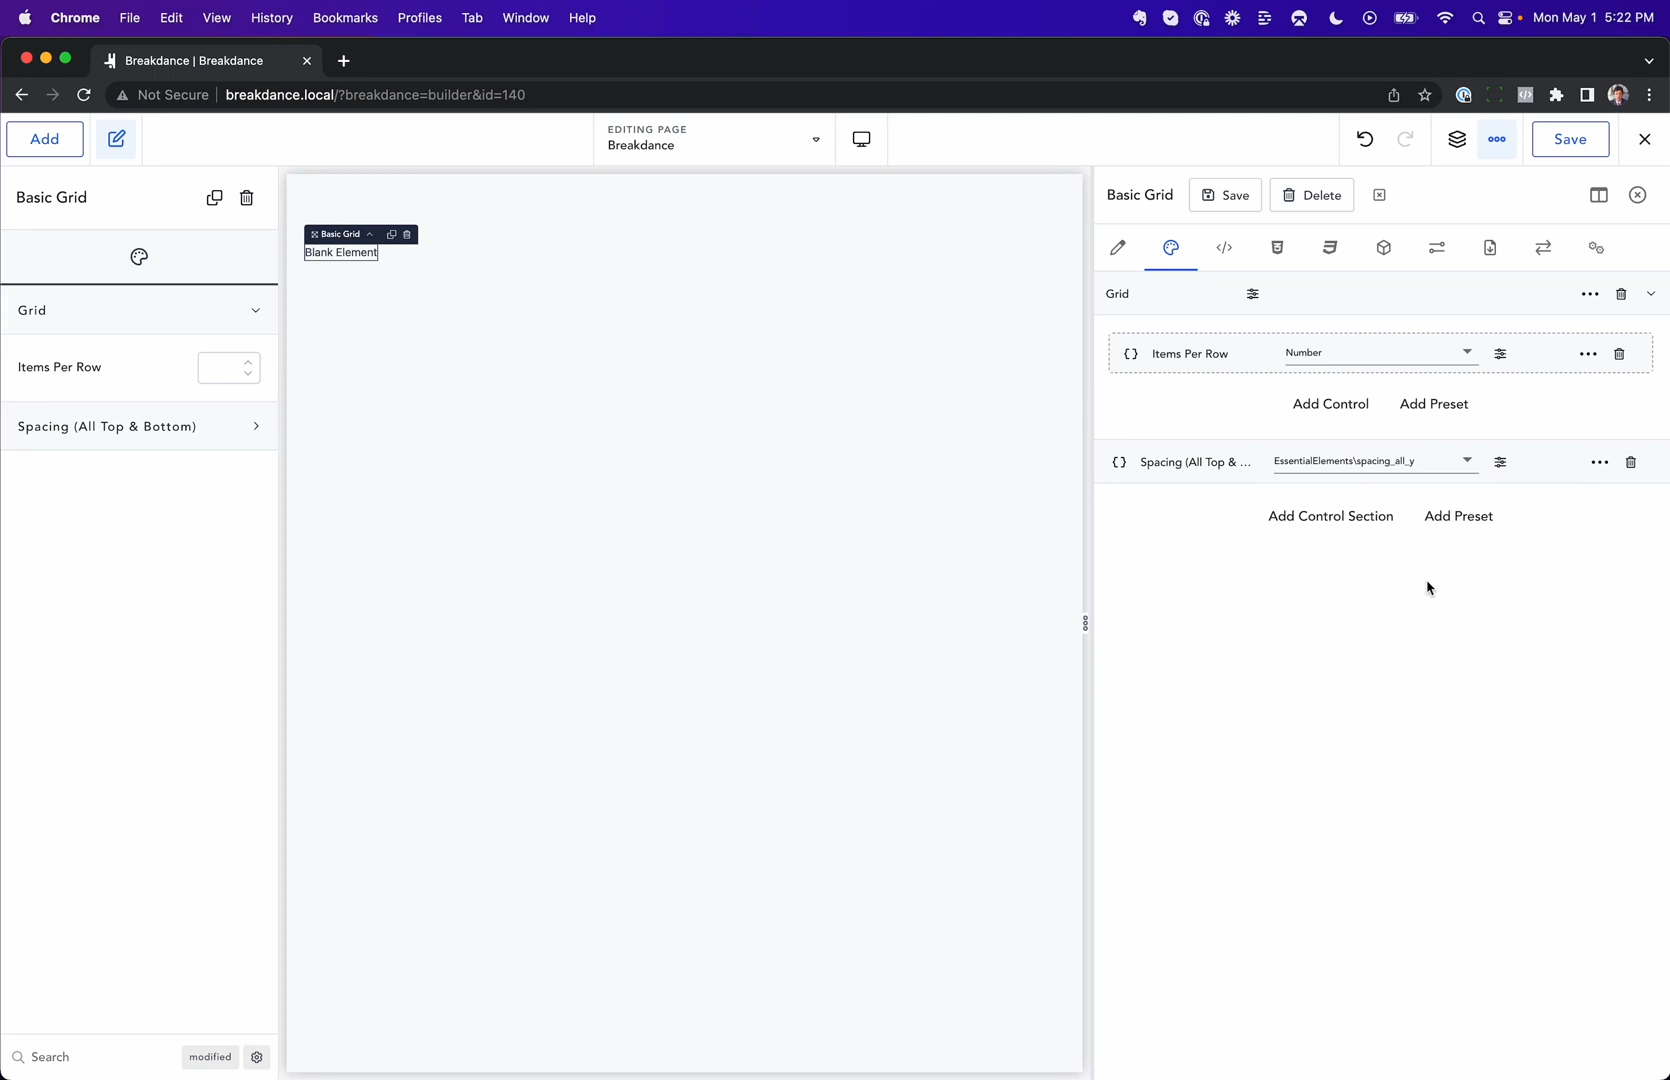 Chrome File Edit View History Bookmarks Profiles Tab Window Help Mon May 1 5:22 PM
Breakdance | Breakdance
Not Secure breakdance.local/?breakdance=builder&id=140
Add
EDITING PAGE
Breakdance
Save
Basic Grid
Grid
Items Per Row
Spacing (All Top & Bottom)
Search
modified
Basic Grid
Blank Element
Basic Grid Save Delete
Grid
Items Per Row Number
Add Control Add Preset
Spacing (All Top & ... EssentialElements\spacing_all_y
Add Control Section Add Preset